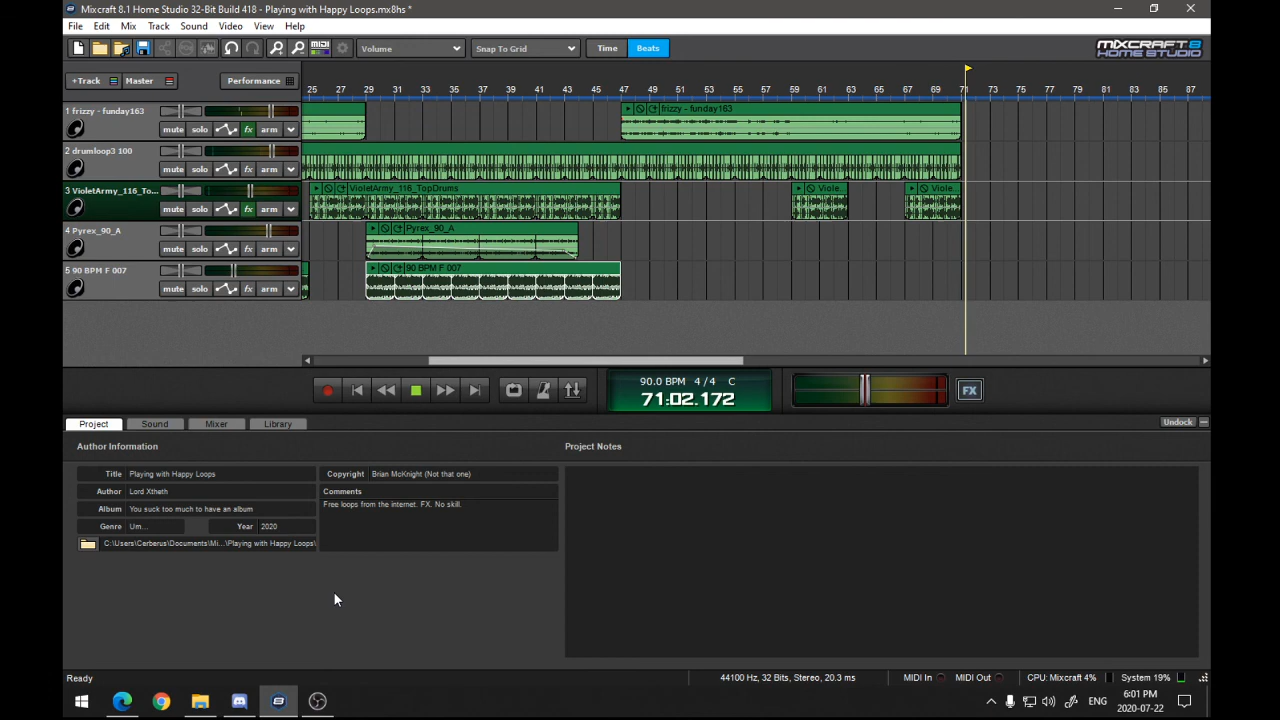 Mixcraft 8.1 Home Studio 32-Bit Build 418 - Playing with Happy Loops.mx8hs *
File Edit Mix Track Sound Video View Help
Volume Snap To Grid Time Beats MIXCRAFT 8 HOME STUDIO
+Track Master Performance
25 27 29 31 33 35 37 39 41 43 45 47 49 51 53 55 57 59 61 63 65 67 69 71 73 75 77 79 81 83 85 87
1 frizzy - funday163 frizzy - funday163
mute solo fx arm
2 drumloop3 100
mute solo fx arm
3 VioletArmy_116_To... VioletArmy_116_TopDrums Viole... Viole...
mute solo fx arm
4 Pyrex_90_A Pyrex_90_A
mute solo fx arm
5 90 BPM F 007 90 BPM F 007
mute solo fx arm
90.0 BPM 4 / 4 C
71:02.172
FX
Project Sound Mixer Library Undock
Author Information Project Notes
Title Playing with Happy Loops Copyright Brian McKnight (Not that one)
Author Lord Xtheth Comments
Album You suck too much to have an album Free loops from the internet. FX. No skill.
Genre Um... Year 2020
C:\Users\Cerberus\Documents\Mi...\Playing with Happy Loops\
Ready 44100 Hz, 32 Bits, Stereo, 20.3 ms MIDI In MIDI Out CPU: Mixcraft 4% System 19%
ENG 6:01 PM
2020-07-22